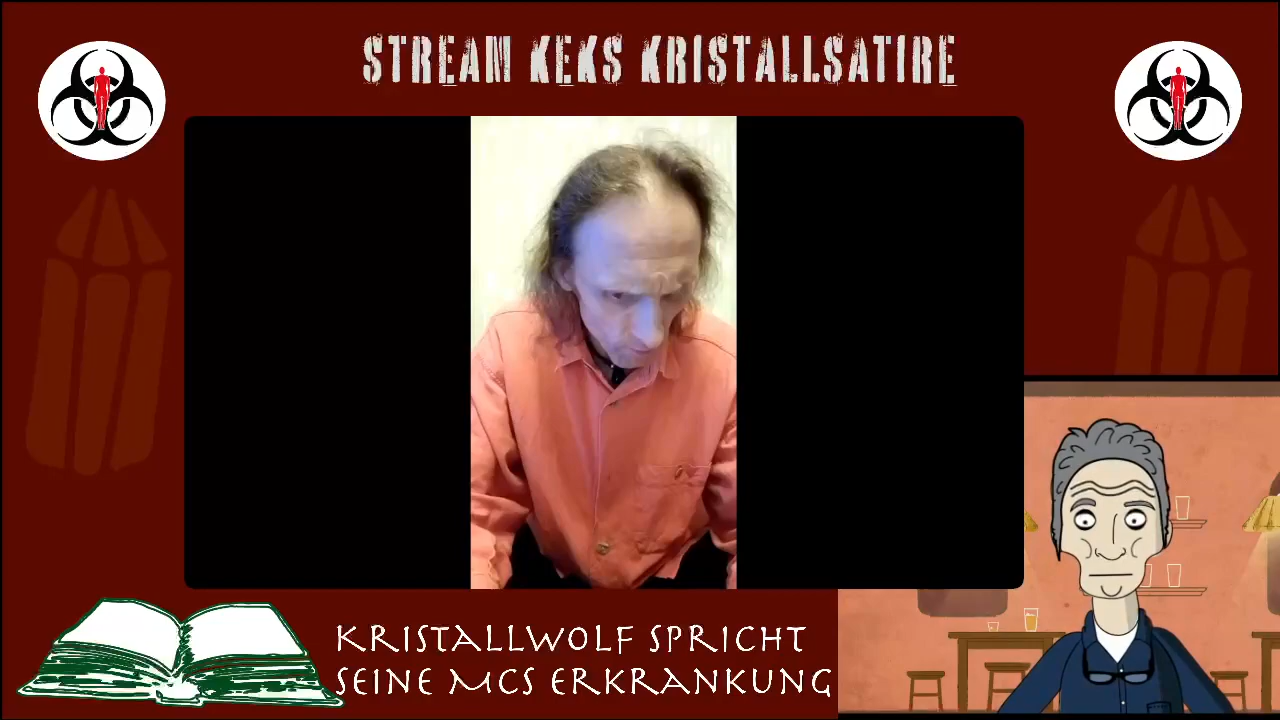 STREAM KEKS KRISTALLSATIRE
KRISTALLWOLF SPRICHT
SEINE MCS ERKRANKUNG